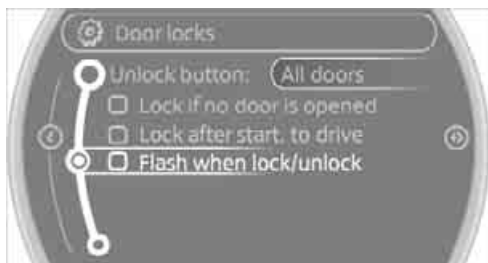 Door locks
Unlock button: All doors
Lock if no door is opened
Lock after start. to drive
Flash when lock/unlock